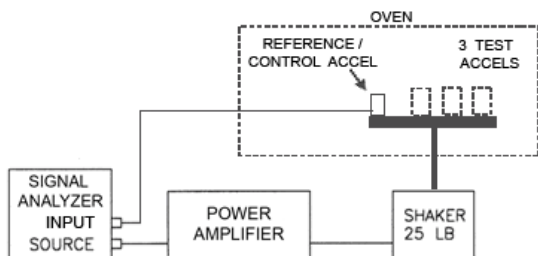 OVEN
REFERENCE /
CONTROL ACCEL
3 TEST
ACCELS
SIGNAL
ANALYZER
INPUT
SOURCE
POWER
AMPLIFIER
SHAKER
25 LB